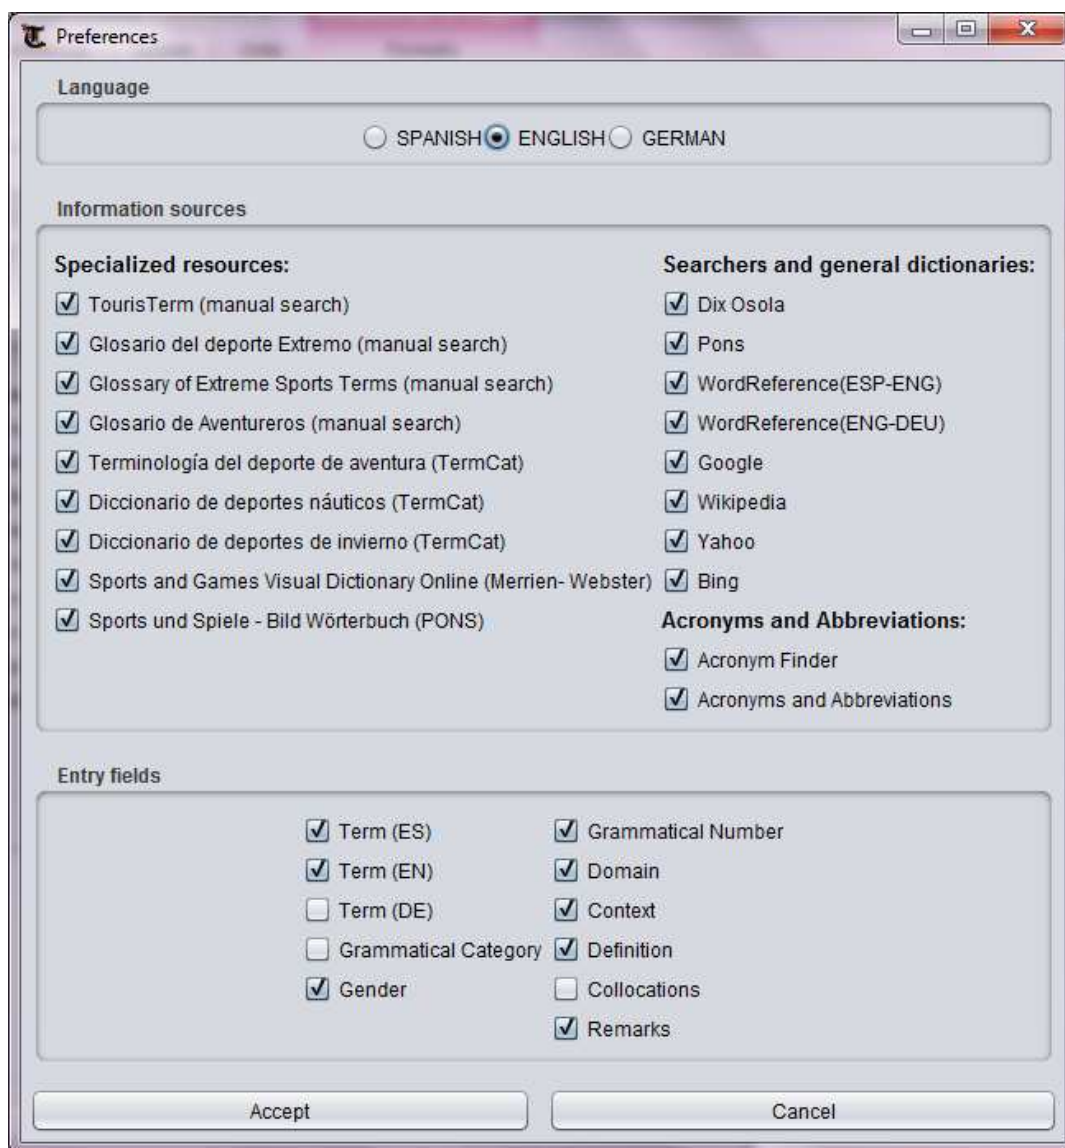 Preferences
Language
SPANISH ENGLISH GERMAN
Information sources
Specialized resources:
TourisTerm (manual search)
Glosario del deporte Extremo (manual search)
Glossary of Extreme Sports Terms (manual search)
Glosario de Aventureros (manual search)
Terminología del deporte de aventura (TermCat)
Diccionario de deportes náuticos (TermCat)
Diccionario de deportes de invierno (TermCat)
Sports and Games Visual Dictionary Online (Merrien- Webster)
Sports und Spiele - Bild Wörterbuch (PONS)
Searchers and general dictionaries:
Dix Osola
Pons
WordReference(ESP-ENG)
WordReference(ENG-DEU)
Google
Wikipedia
Yahoo
Bing
Acronyms and Abbreviations:
Acronym Finder
Acronyms and Abbreviations
Entry fields
Term (ES)
Term (EN)
Term (DE)
Grammatical Category
Gender
Grammatical Number
Domain
Context
Definition
Collocations
Remarks
Accept
Cancel